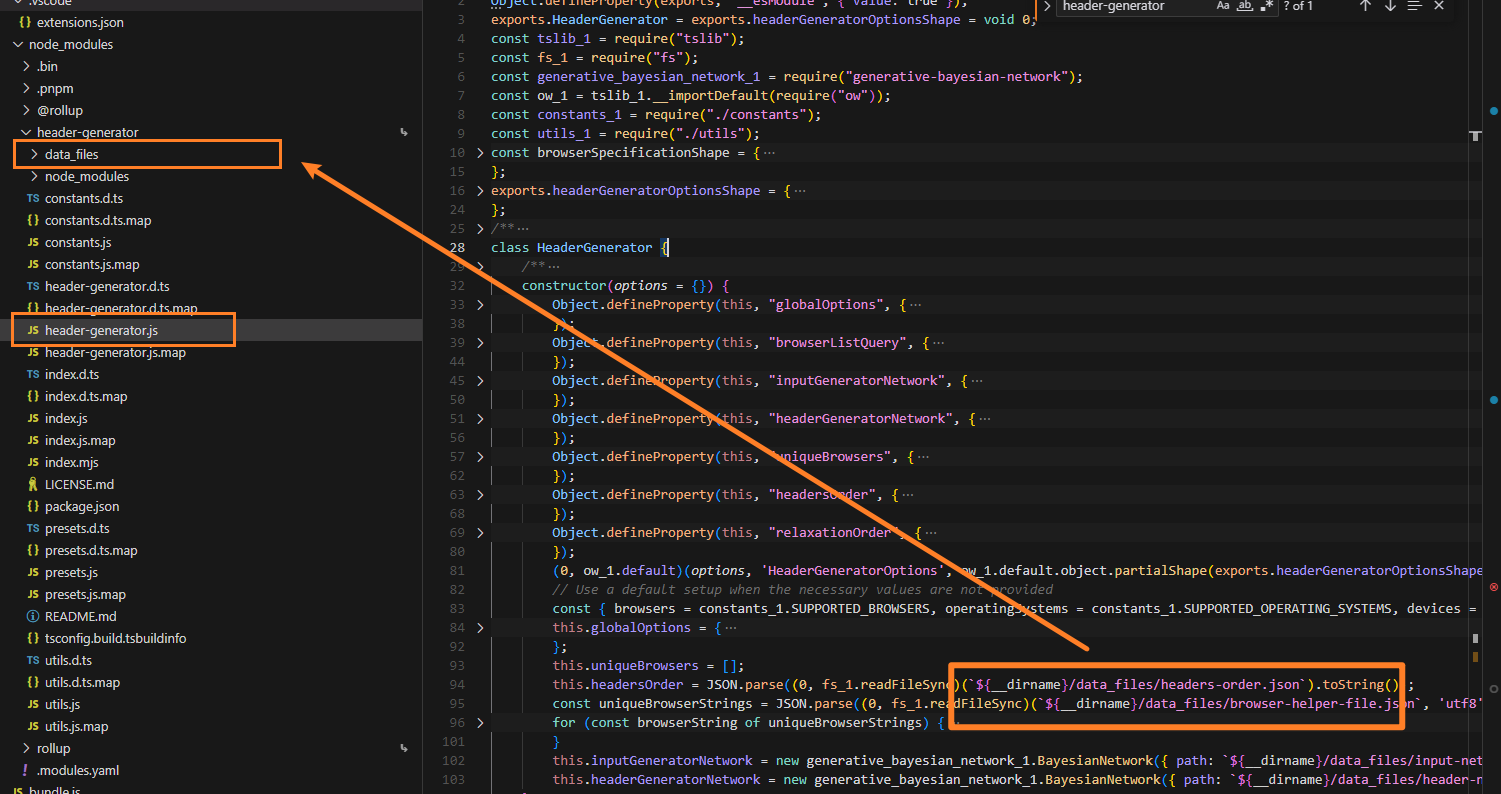 .vscode
extensions.json
node_modules
.bin
.pnpm
@rollup
header-generator
data_files
node_modules
TS constants.d.ts
{} constants.d.ts.map
JS constants.js
JS constants.js.map
TS header-generator.d.ts
{} header-generator.d.ts.map
JS header-generator.js
JS header-generator.js.map
TS index.d.ts
{} index.d.ts.map
JS index.js
JS index.js.map
JS index.mjs
LICENSE.md
{} package.json
TS presets.d.ts
{} presets.d.ts.map
JS presets.js
JS presets.js.map
README.md
{} tsconfig.build.tsbuildinfo
TS utils.d.ts
{} utils.d.ts.map
JS utils.js
JS utils.js.map
rollup
! .modules.yaml
JS bundle.js
header-generator Aa ab .* ? of 1
2 Object.defineProperty(exports, "__esModule", { value: true });
3 exports.HeaderGenerator = exports.headerGeneratorOptionsShape = void 0;
4 const tslib_1 = require("tslib");
5 const fs_1 = require("fs");
6 const generative_bayesian_network_1 = require("generative-bayesian-network");
7 const ow_1 = tslib_1.__importDefault(require("ow"));
8 const constants_1 = require("./constants");
9 const utils_1 = require("./utils");
10 const browserSpecificationShape = {···
15 };
16 exports.headerGeneratorOptionsShape = {···
24 };
25 /**···
28 class HeaderGenerator {
29 /**···
32 constructor(options = {}) {
33 Object.defineProperty(this, "globalOptions", {···
38 });
39 Object.defineProperty(this, "browserListQuery", {···
44 });
45 Object.defineProperty(this, "inputGeneratorNetwork", {···
50 });
51 Object.defineProperty(this, "headerGeneratorNetwork", {···
56 });
57 Object.defineProperty(this, "uniqueBrowsers", {···
62 });
63 Object.defineProperty(this, "headersOrder", {···
68 });
69 Object.defineProperty(this, "relaxationOrder", {···
80 });
81 (0, ow_1.default)(options, 'HeaderGeneratorOptions', ow_1.default.object.partialShape(exports.headerGeneratorOptionsShape
82 // Use a default setup when the necessary values are not provided
83 const { browsers = constants_1.SUPPORTED_BROWSERS, operatingSystems = constants_1.SUPPORTED_OPERATING_SYSTEMS, devices =
84 this.globalOptions = {···
92 };
93 this.uniqueBrowsers = [];
94 this.headersOrder = JSON.parse((0, fs_1.readFileSync)(`${__dirname}/data_files/headers-order.json`).toString());
95 const uniqueBrowserStrings = JSON.parse((0, fs_1.readFileSync)(`${__dirname}/data_files/browser-helper-file.json`, 'utf8'
96 for (const browserString of uniqueBrowserStrings) {···
101 }
102 this.inputGeneratorNetwork = new generative_bayesian_network_1.BayesianNetwork({ path: `${__dirname}/data_files/input-net
103 this.headerGeneratorNetwork = new generative_bayesian_network_1.BayesianNetwork({ path: `${__dirname}/data_files/header-n